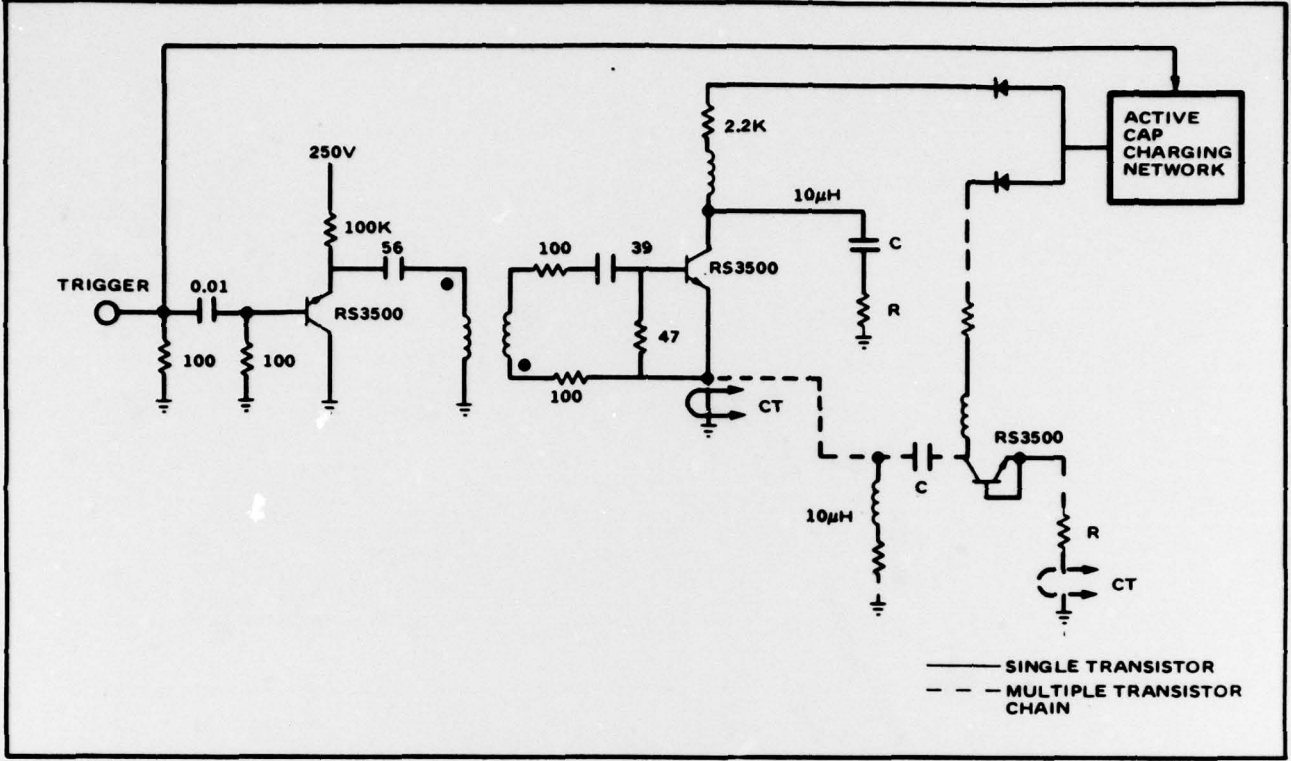 ACTIVE
CAP
CHARGING
NETWORK
2.2K
250V
10µH
100K
C
56
100
39
RS3500
TRIGGER
0.01
RS3500
R
47
100
100
100
CT
RS3500
C
10µH
R
CT
SINGLE TRANSISTOR
MULTIPLE TRANSISTOR
CHAIN